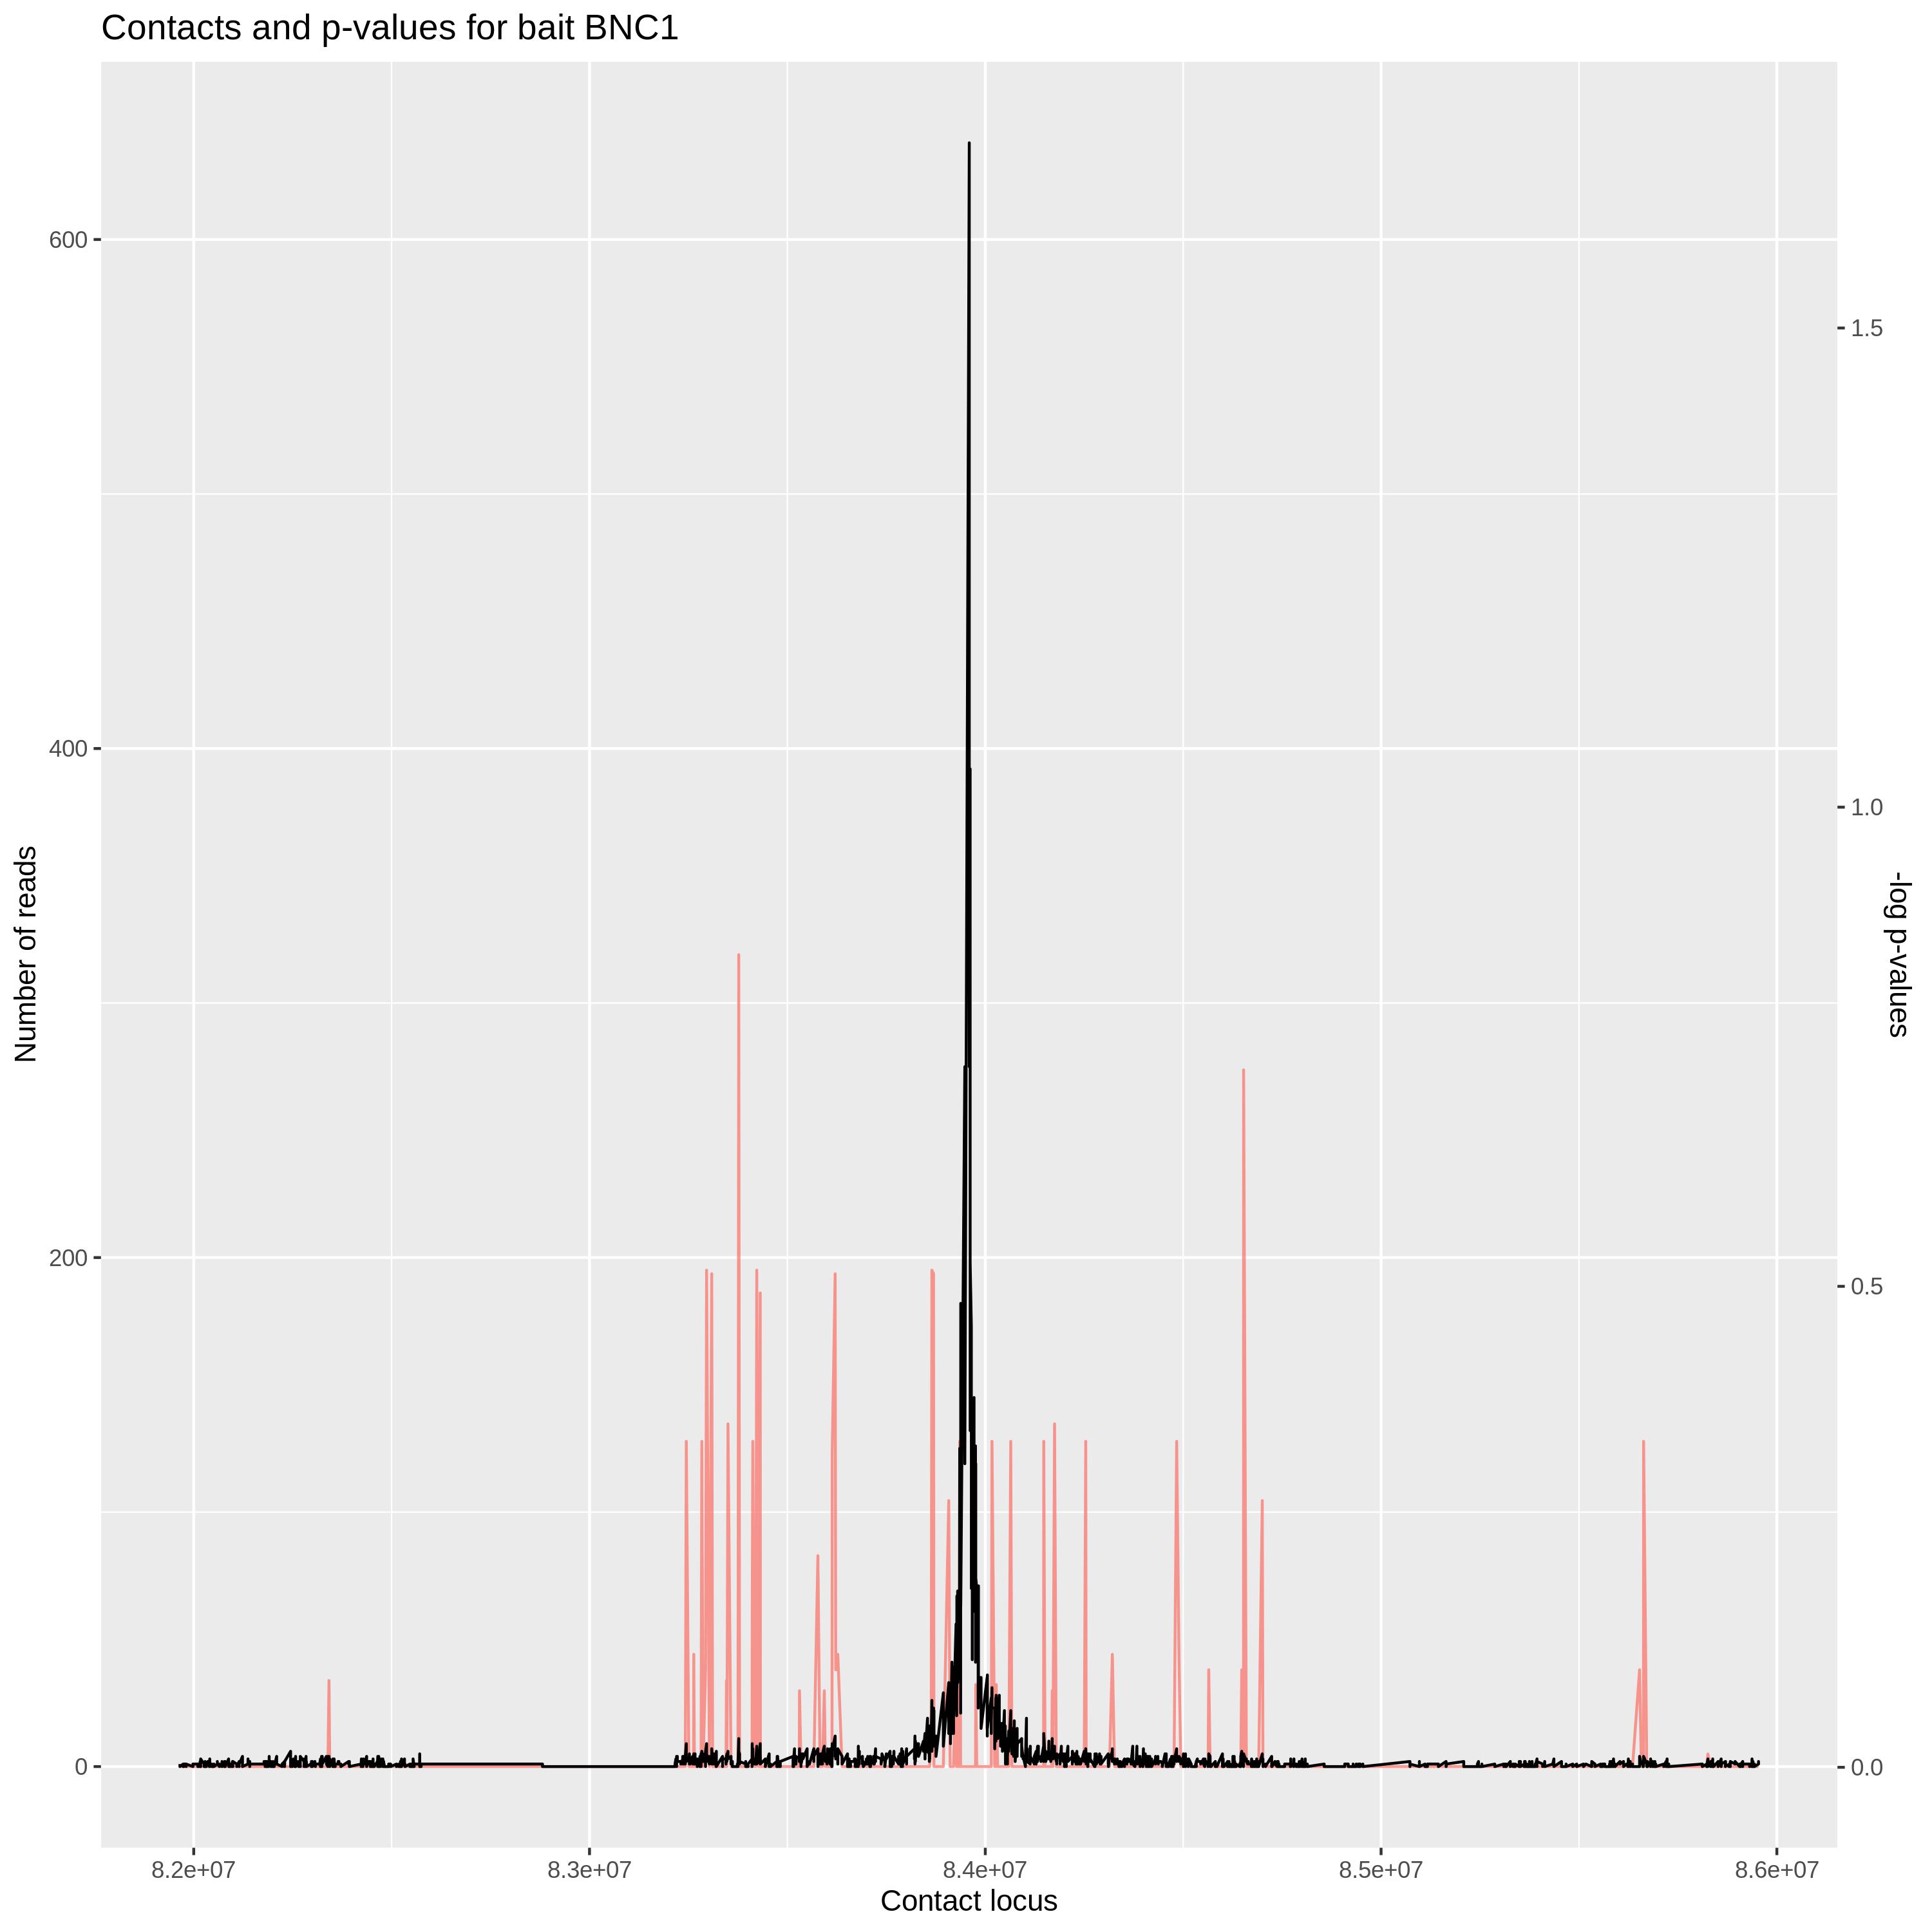 Contacts and p-values for bait BNC1
Number of reads
600
400
200
0
1.5
1.0
0.5
0.0
-log p-values
8.2e+07 8.3e+07 8.4e+07 8.5e+07 8.6e+07
Contact locus